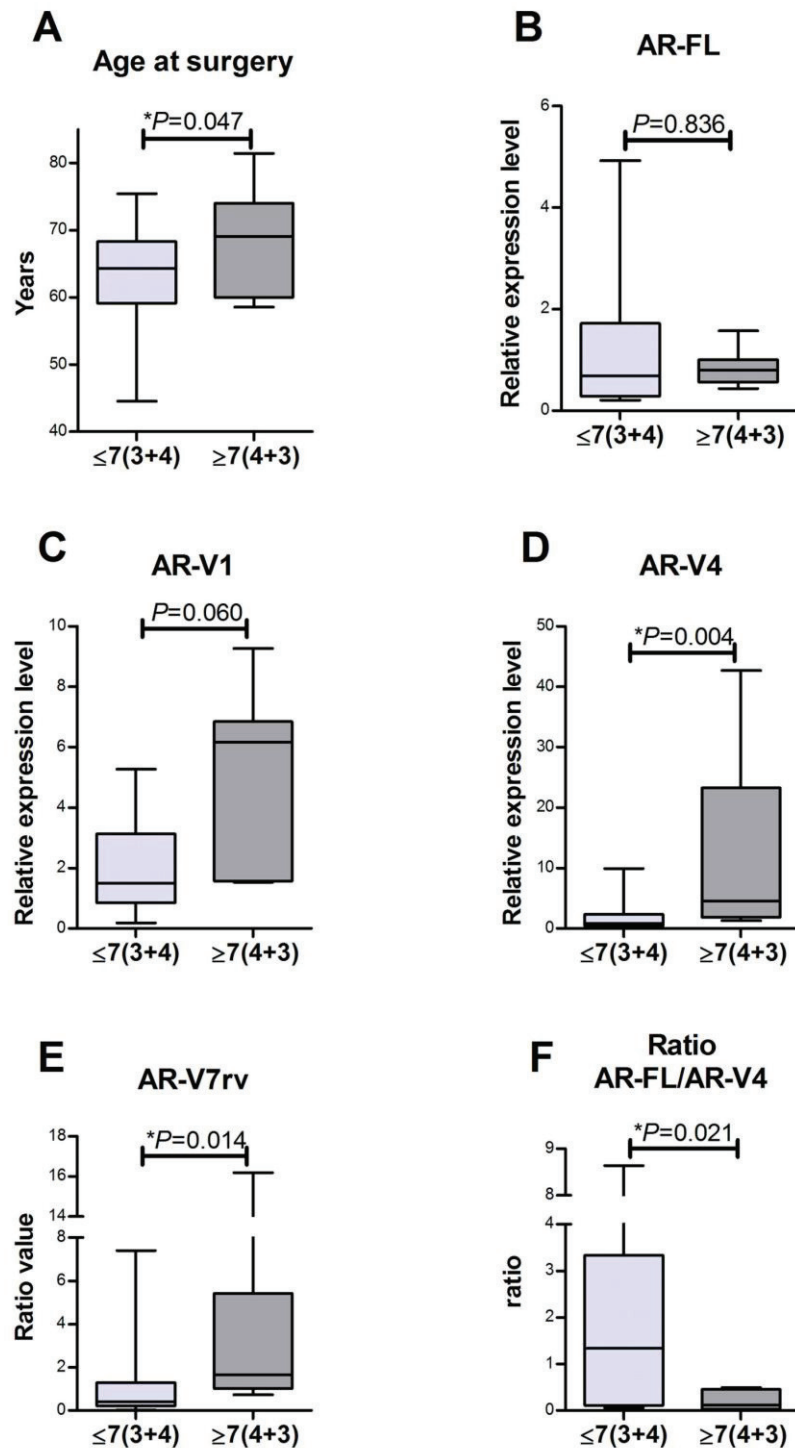 A
Age at surgery
*P=0.047
Years
80
70
60
50
40
≤7(3+4)
≥7(4+3)
B
AR-FL
P=0.836
Relative expression level
6
4
2
0
≤7(3+4)
≥7(4+3)
C
AR-V1
P=0.060
Relative expression level
10
8
6
4
2
0
≤7(3+4)
≥7(4+3)
D
AR-V4
*P=0.004
Relative expression level
50
40
30
20
10
0
≤7(3+4)
≥7(4+3)
E
AR-V7rv
*P=0.014
Ratio value
18
16
14
8
6
4
2
0
≤7(3+4)
≥7(4+3)
F
Ratio
AR-FL/AR-V4
*P=0.021
ratio
9
8
4
3
2
1
0
≤7(3+4)
≥7(4+3)